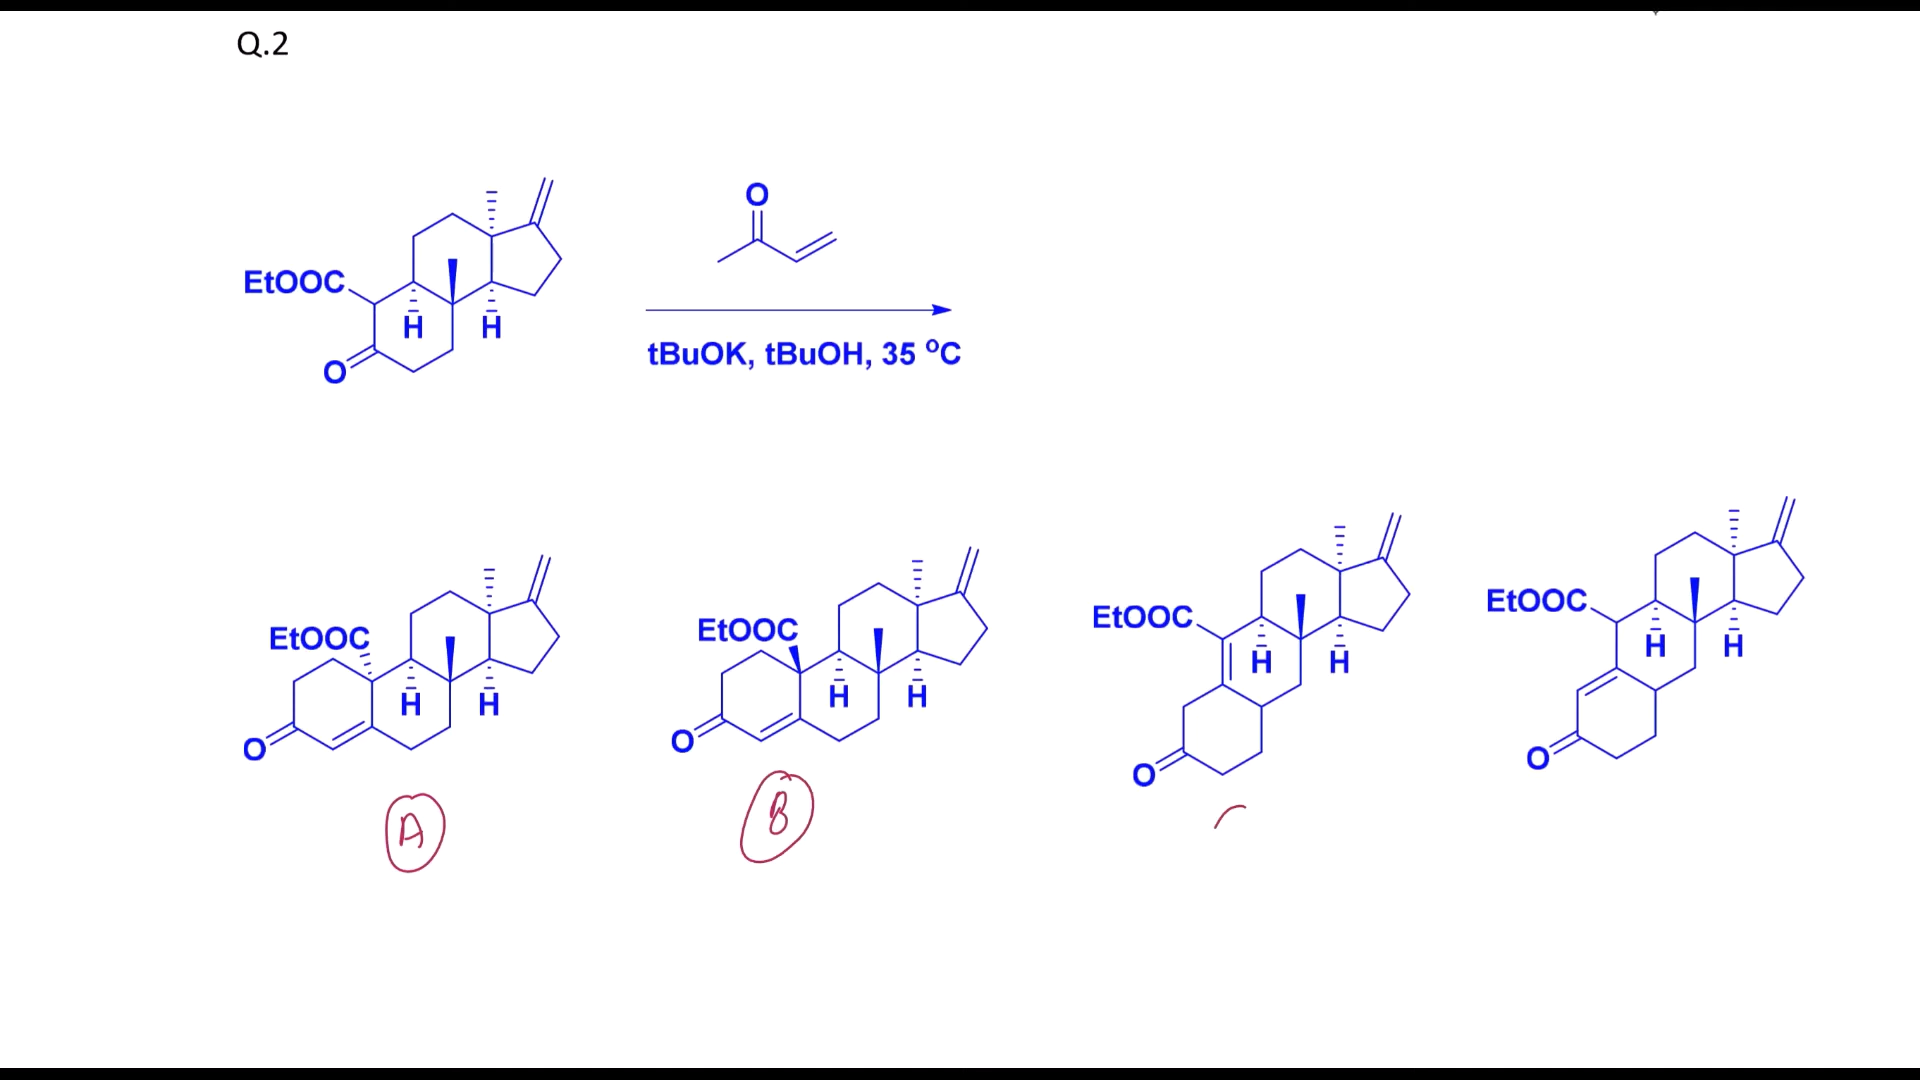 Q.2
O
EtOOC
H H
O
tBuOK, tBuOH, 35 °C
EtOOC
H H
O
A
EtOOC
H H
O
B
EtOOC
H H
O
EtOOC
H H
O